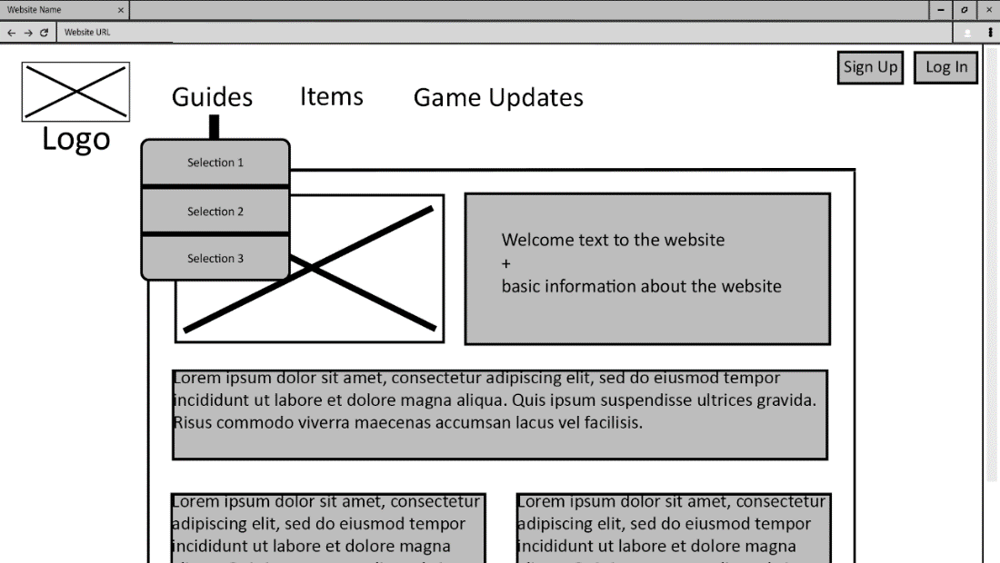 Website Name
Website URL
Sign Up
Log In
Guides
Items
Game Updates
Logo
Selection 1
Selection 2
Selection 3
Welcome text to the website
+
basic information about the website
Lorem ipsum dolor sit amet, consectetur adipiscing elit, sed do eiusmod tempor
incididunt ut labore et dolore magna aliqua. Quis ipsum suspendisse ultrices gravida.
Risus commodo viverra maecenas accumsan lacus vel facilisis.
Lorem ipsum dolor sit amet, consectetur
adipiscing elit, sed do eiusmod tempor
incididunt ut labore et dolore magna
Lorem ipsum dolor sit amet, consectetur
adipiscing elit, sed do eiusmod tempor
incididunt ut labore et dolore magna